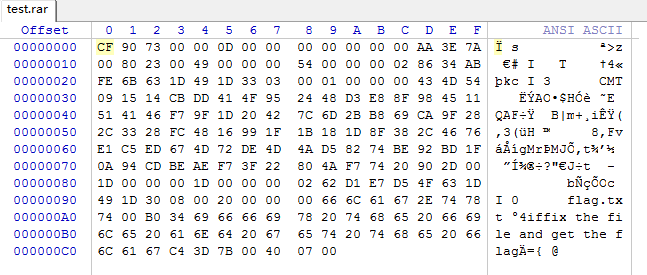 test.rar
Offset 0 1 2 3 4 5 6 7 8 9 A B C D E F ANSI ASCII
00000000 CF 90 73 00 00 0D 00 00 00 00 00 00 00 AA 3E 7A Ï s ª>z
00000010 00 80 23 00 49 00 00 00 54 00 00 00 02 86 34 AB €# I T †4«
00000020 FE 6B 63 1D 49 1D 33 03 00 01 00 00 00 43 4D 54 þkc I 3 CMT
00000030 09 15 14 CB DD 41 4F 95 24 48 D3 E8 8F 98 45 11 ËÝAO•$HÓè ˜E
00000040 51 41 46 F7 9F 1D 20 42 7C 6D 2B B8 69 CA 9F 28 QAF÷Ÿ B|m+¸iÊŸ(
00000050 2C 33 28 FC 48 16 99 1F 1B 18 1D 8F 38 2C 46 76 ,3(üH ™ 8,Fv
00000060 E1 C5 ED 67 4D 72 DE 4D 4A D5 82 74 BE 92 BD 1F áÅígMrÞMJÕ‚t¾’½
00000070 0A 94 CD BE AE F7 3F 22 80 4A F7 74 20 90 2D 00 ”Í¾®÷?"€J÷t -
00000080 1D 00 00 00 1D 00 00 00 02 62 D1 E7 D5 4F 63 1D bÑçÕOc
00000090 49 1D 30 08 00 20 00 00 00 66 6C 61 67 2E 74 78 I 0 flag.tx
000000A0 74 00 B0 34 69 66 66 69 78 20 74 68 65 20 66 69 t °4iffix the fi
000000B0 6C 65 20 61 6E 64 20 67 65 74 20 74 68 65 20 66 le and get the f
000000C0 6C 61 67 C4 3D 7B 00 40 07 00 lagÄ={ @